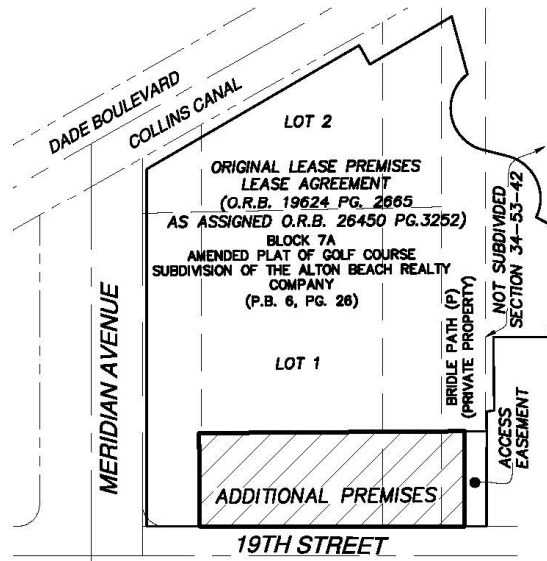 DADE BOULEVARD
COLLINS CANAL
LOT 2
ORIGINAL LEASE PREMISES
LEASE AGREEMENT
(O.R.B. 19624 PG. 2665
AS ASSIGNED O.R.B. 26450 PG.3252)
BLOCK 7A
AMENDED PLAT OF GOLF COURSE
SUBDIVISION OF THE ALTON BEACH REALTY
COMPANY
(P.B. 6, PG. 26)
NOT SUBDIVIDED
SECTION 34-53-42
BRIDLE PATH (P)
(PRIVATE PROPERTY)
MERIDIAN AVENUE
LOT 1
ACCESS
EASEMENT
ADDITIONAL PREMISES
19TH STREET